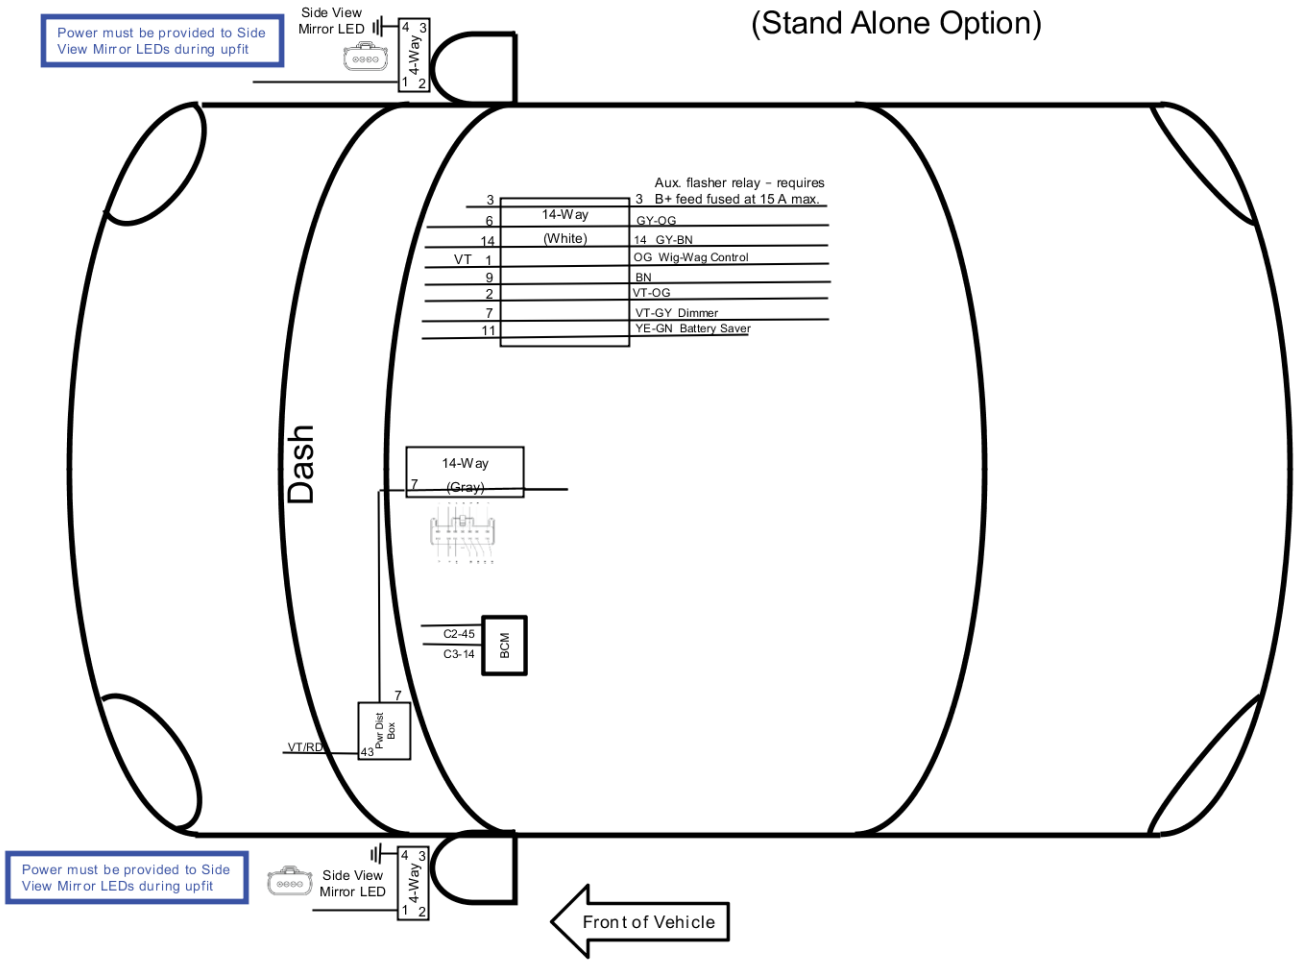 (Stand Alone Option)
Power must be provided to Side
View Mirror LEDs during upfit
Side View
Mirror LED
4 3
4-Way
1 2
Aux. flasher relay – requires
B+ feed fused at 15 A max.
3 3
14-Way
(White)
6 GY-OG
14 14 GY-BN
VT 1 OG Wig-Wag Control
9 BN
2 VT-OG
7 VT-GY Dimmer
11 YE-GN Battery Saver
Dash
14-Way
(Gray)
7
C2-45
C3-14
BCM
7
Pwr Dist
Box
VT/RD
43
Power must be provided to Side
View Mirror LEDs during upfit
Side View
Mirror LED
4 3
4-Way
1 2
Front of Vehicle